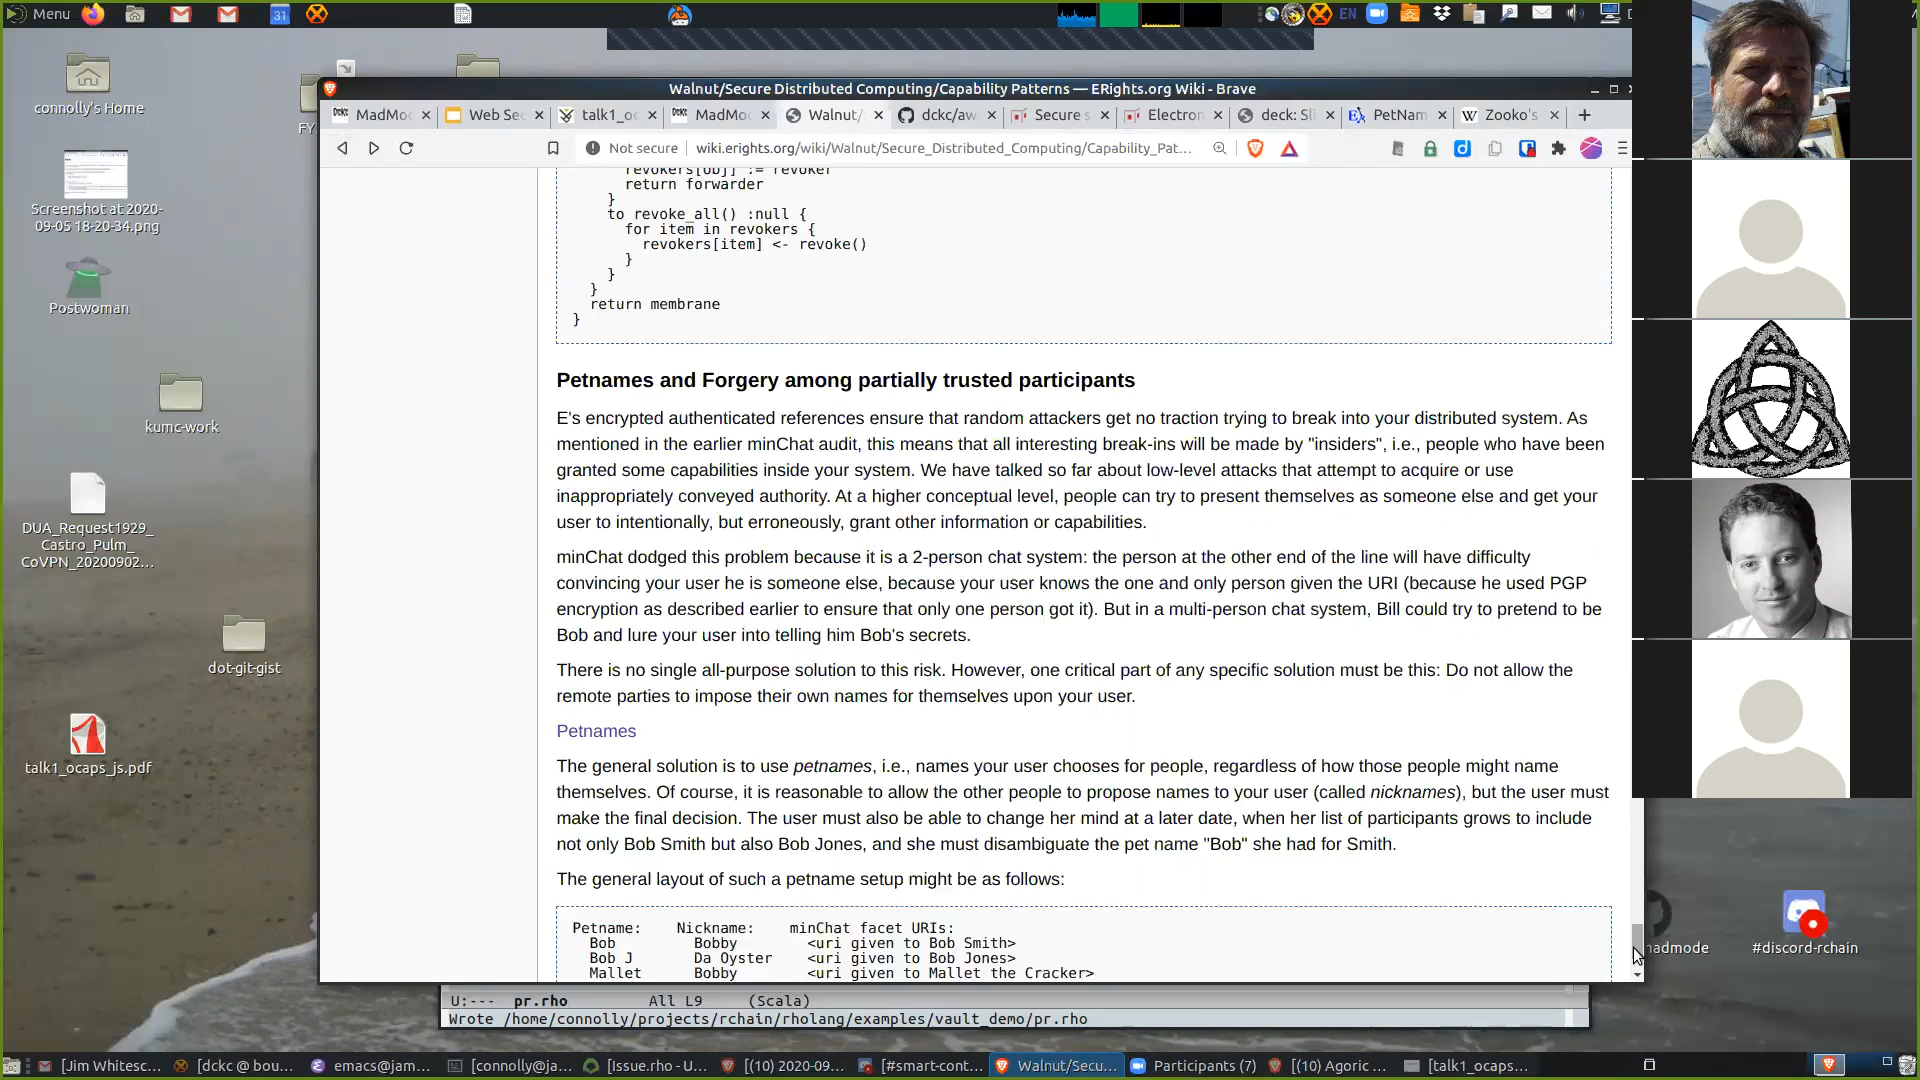 Menu
31
EN
Walnut/Secure Distributed Computing/Capability Patterns — ERights.org Wiki - Brave
MadMoc
Web Sec
talk1_oc
MadMoc
Walnut/
dckc/aw
Secure s
Electron
deck: Sli
PetNam
Zooko's
Not secure
wiki.erights.org/wiki/Walnut/Secure_Distributed_Computing/Capability_Pat...
connolly's Home
Screenshot at 2020-
09-05 18-20-34.png
Postwoman
kumc-work
DUA_Request1929_
Castro_Pulm_
CoVPN_20200902...
dot-git-gist
talk1_ocaps_js.pdf
FY
revokers[obj] := revoker
return forwarder
}
to revoke_all() :null {
for item in revokers {
revokers[item] <- revoke()
}
}
}
return membrane
}
Petnames and Forgery among partially trusted participants
E's encrypted authenticated references ensure that random attackers get no traction trying to break into your distributed system. As
mentioned in the earlier minChat audit, this means that all interesting break-ins will be made by "insiders", i.e., people who have been
granted some capabilities inside your system. We have talked so far about low-level attacks that attempt to acquire or use
inappropriately conveyed authority. At a higher conceptual level, people can try to present themselves as someone else and get your
user to intentionally, but erroneously, grant other information or capabilities.
minChat dodged this problem because it is a 2-person chat system: the person at the other end of the line will have difficulty
convincing your user he is someone else, because your user knows the one and only person given the URI (because he used PGP
encryption as described earlier to ensure that only one person got it). But in a multi-person chat system, Bill could try to pretend to be
Bob and lure your user into telling him Bob's secrets.
There is no single all-purpose solution to this risk. However, one critical part of any specific solution must be this: Do not allow the
remote parties to impose their own names for themselves upon your user.
Petnames
The general solution is to use petnames, i.e., names your user chooses for people, regardless of how those people might name
themselves. Of course, it is reasonable to allow the other people to propose names to your user (called nicknames), but the user must
make the final decision. The user must also be able to change her mind at a later date, when her list of participants grows to include
not only Bob Smith but also Bob Jones, and she must disambiguate the pet name "Bob" she had for Smith.
The general layout of such a petname setup might be as follows:
Petname: Nickname: minChat facet URIs:
Bob Bobby <uri given to Bob Smith>
Bob J Da Oyster <uri given to Bob Jones>
Mallet Bobby <uri given to Mallet the Cracker>
nadmode
#discord-rchain
U:--- pr.rho All L9 (Scala)
Wrote /home/connolly/projects/rchain/rholang/examples/vault_demo/pr.rho
[Jim Whitesc...
[dckc @ bou...
emacs@jam...
[connolly@ja...
[Issue.rho - U...
[(10) 2020-09...
[#smart-cont...
Walnut/Secu...
Participants (7)
[(10) Agoric ...
[talk1_ocaps...